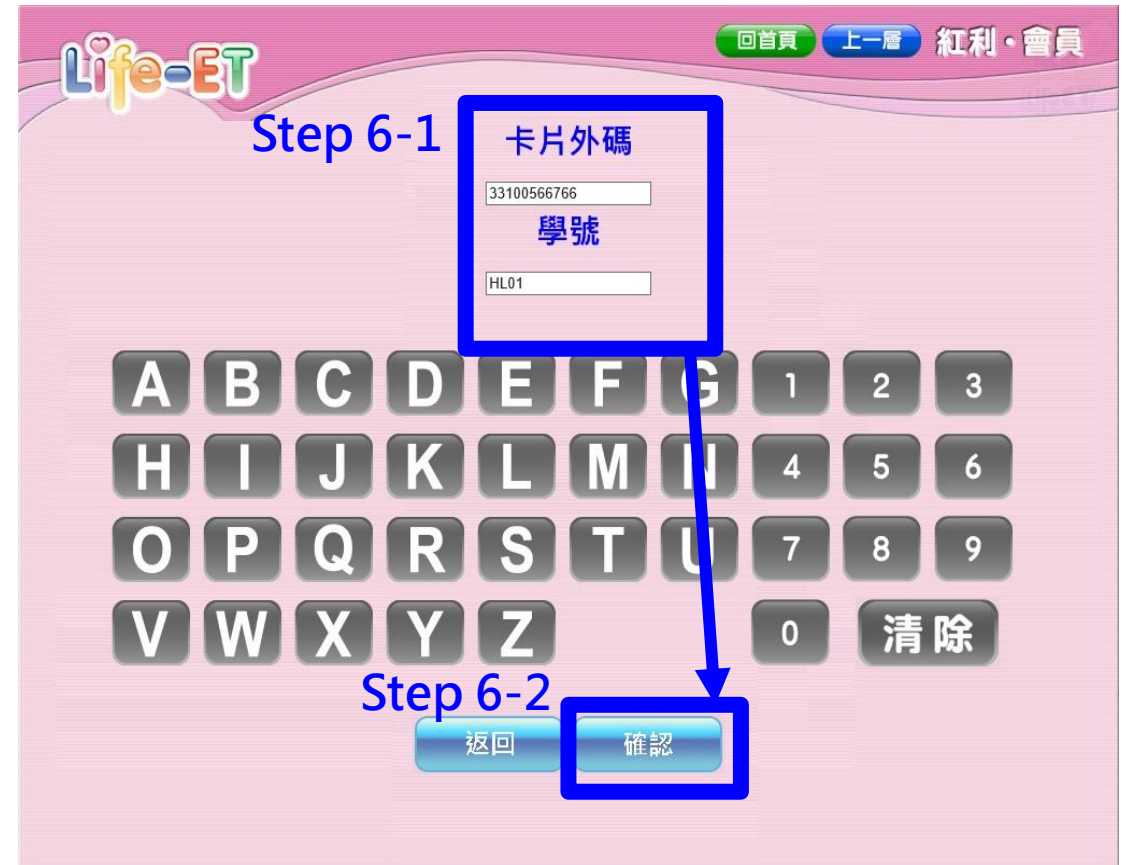 Life-ET
回首頁 上一層 紅利・會員
Step 6-1
卡片外碼
33100566766
學號
HL01
A B C D E F G 1 2 3
H I J K L M N 4 5 6
O P Q R S T U 7 8 9
V W X Y Z 0 清除
Step 6-2
返回 確認